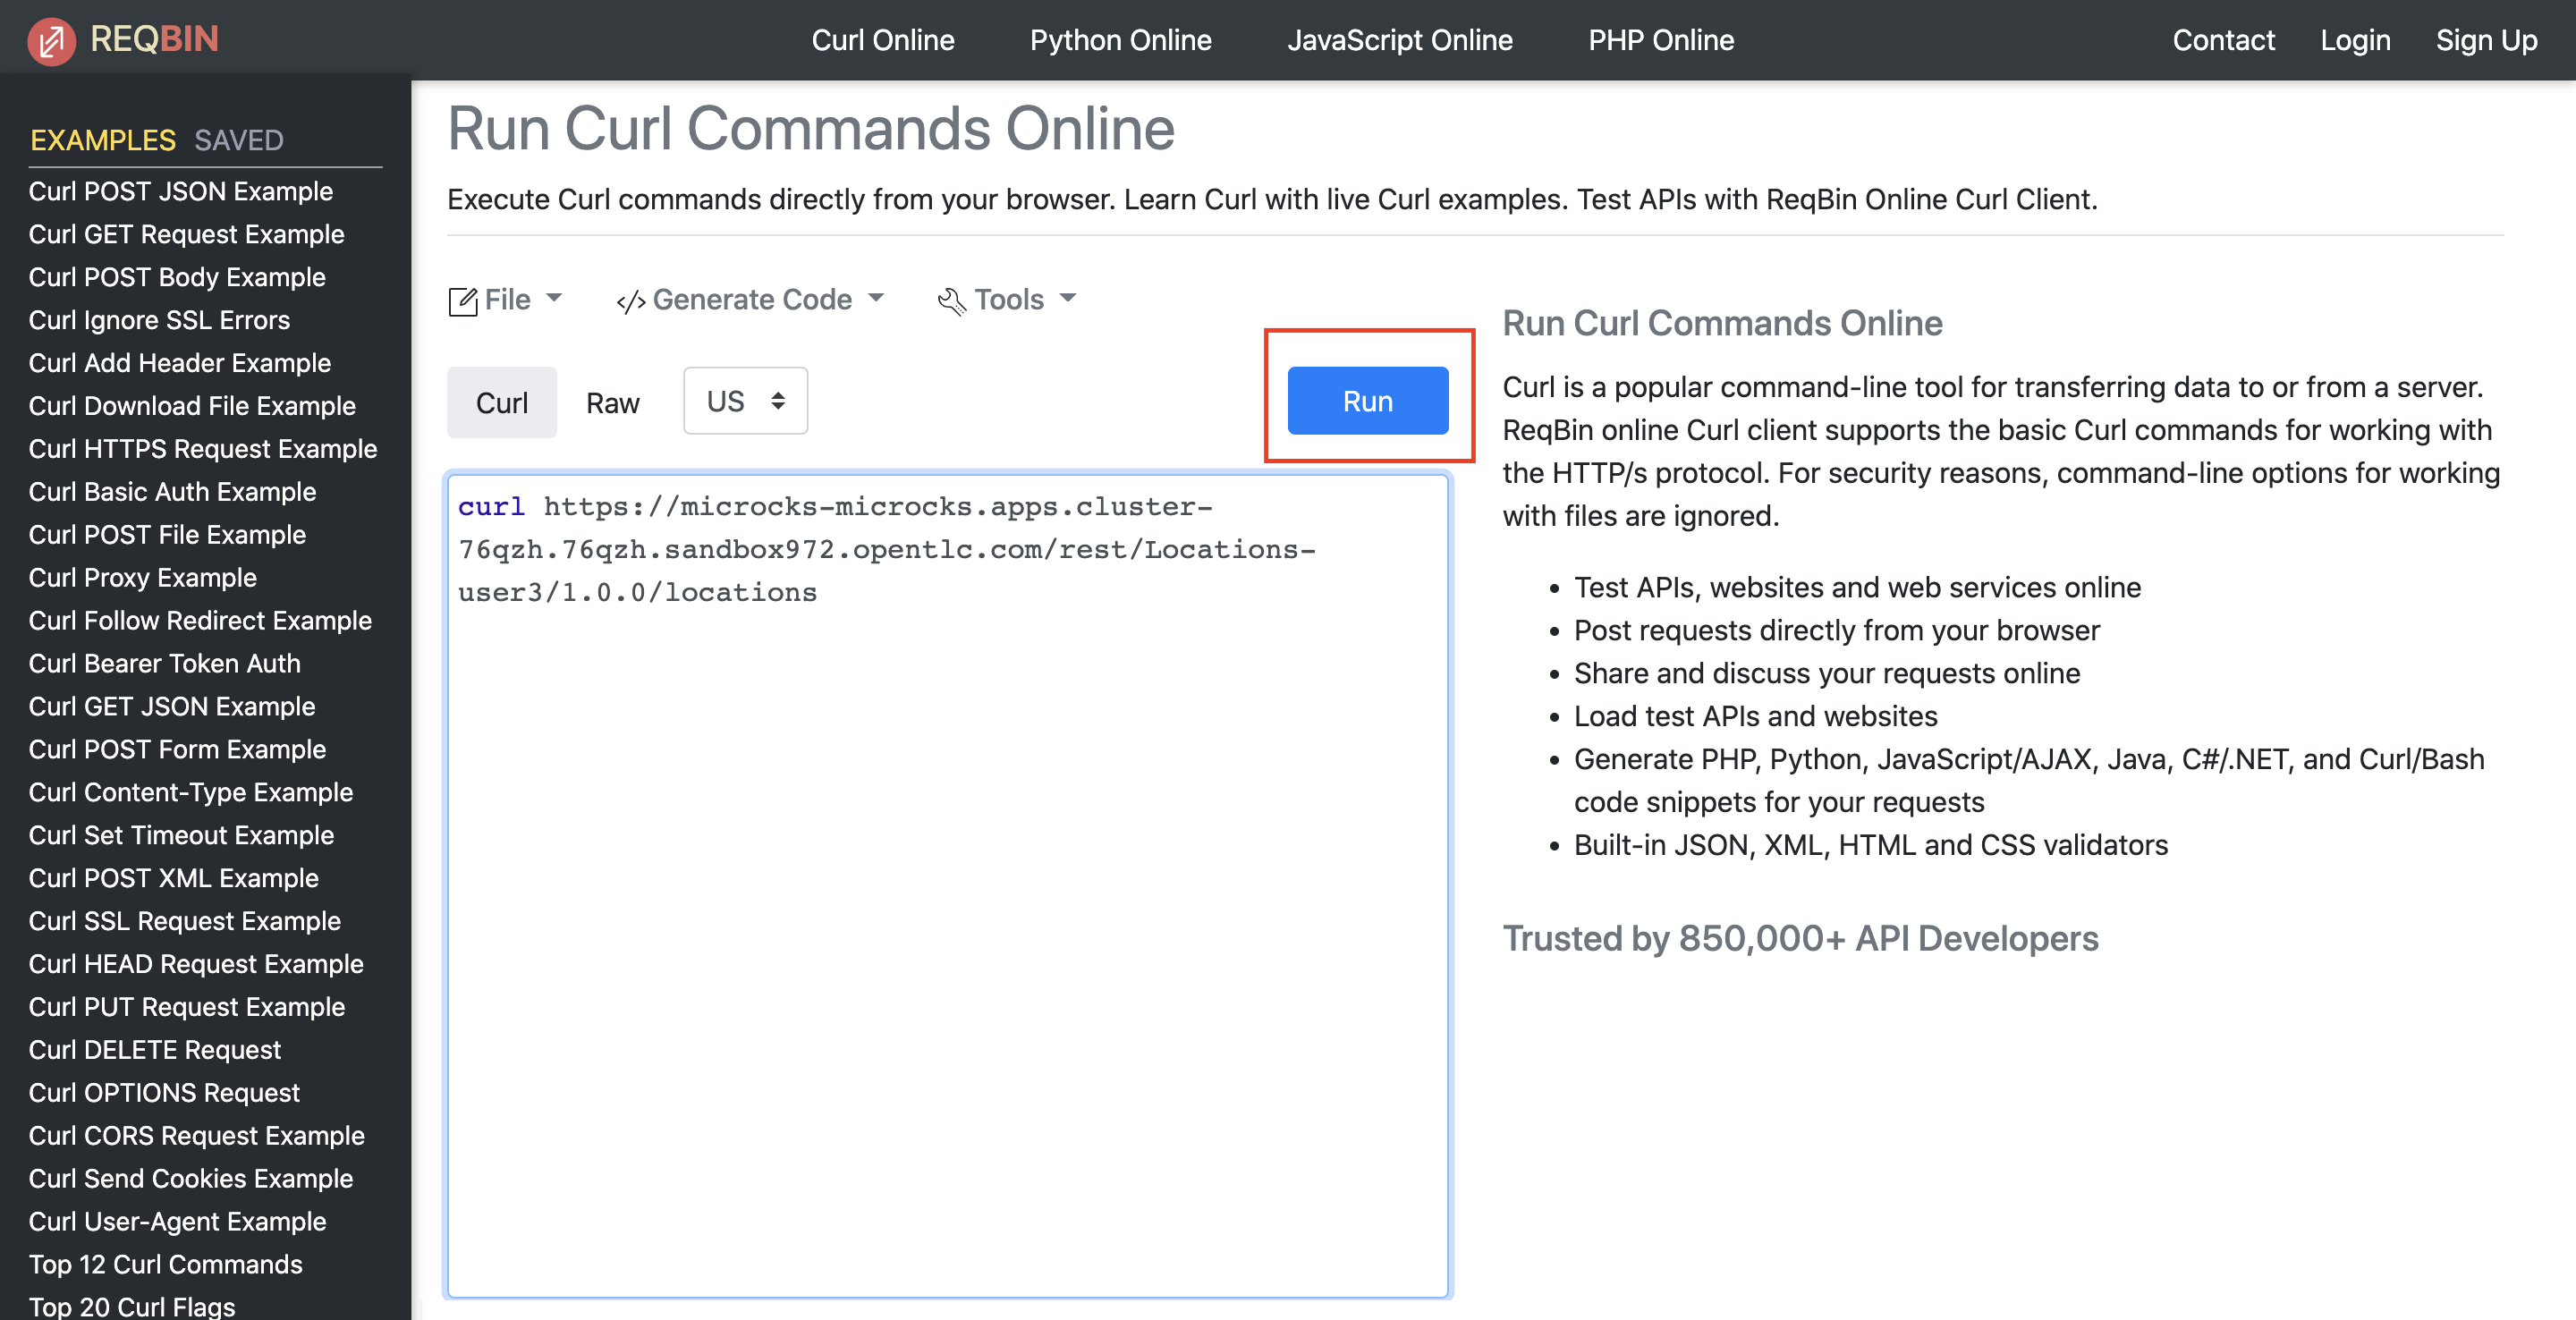 REQBIN
Curl Online
Python Online
JavaScript Online
PHP Online
Contact
Login
Sign Up
EXAMPLES
SAVED
Curl POST JSON Example
Curl GET Request Example
Curl POST Body Example
Curl Ignore SSL Errors
Curl Add Header Example
Curl Download File Example
Curl HTTPS Request Example
Curl Basic Auth Example
Curl POST File Example
Curl Proxy Example
Curl Follow Redirect Example
Curl Bearer Token Auth
Curl GET JSON Example
Curl POST Form Example
Curl Content-Type Example
Curl Set Timeout Example
Curl POST XML Example
Curl SSL Request Example
Curl HEAD Request Example
Curl PUT Request Example
Curl DELETE Request
Curl OPTIONS Request
Curl CORS Request Example
Curl Send Cookies Example
Curl User-Agent Example
Top 12 Curl Commands
Top 20 Curl Flags
Run Curl Commands Online
Execute Curl commands directly from your browser. Learn Curl with live Curl examples. Test APIs with ReqBin Online Curl Client.
File
</> Generate Code
Tools
Curl
Raw
US
Run
curl https://microcks-microcks.apps.cluster-
76qzh.76qzh.sandbox972.opentlc.com/rest/Locations-
user3/1.0.0/locations
Run Curl Commands Online
Curl is a popular command-line tool for transferring data to or from a server.
ReqBin online Curl client supports the basic Curl commands for working with
the HTTP/s protocol. For security reasons, command-line options for working
with files are ignored.
• Test APIs, websites and web services online
• Post requests directly from your browser
• Share and discuss your requests online
• Load test APIs and websites
• Generate PHP, Python, JavaScript/AJAX, Java, C#/.NET, and Curl/Bash
code snippets for your requests
• Built-in JSON, XML, HTML and CSS validators
Trusted by 850,000+ API Developers